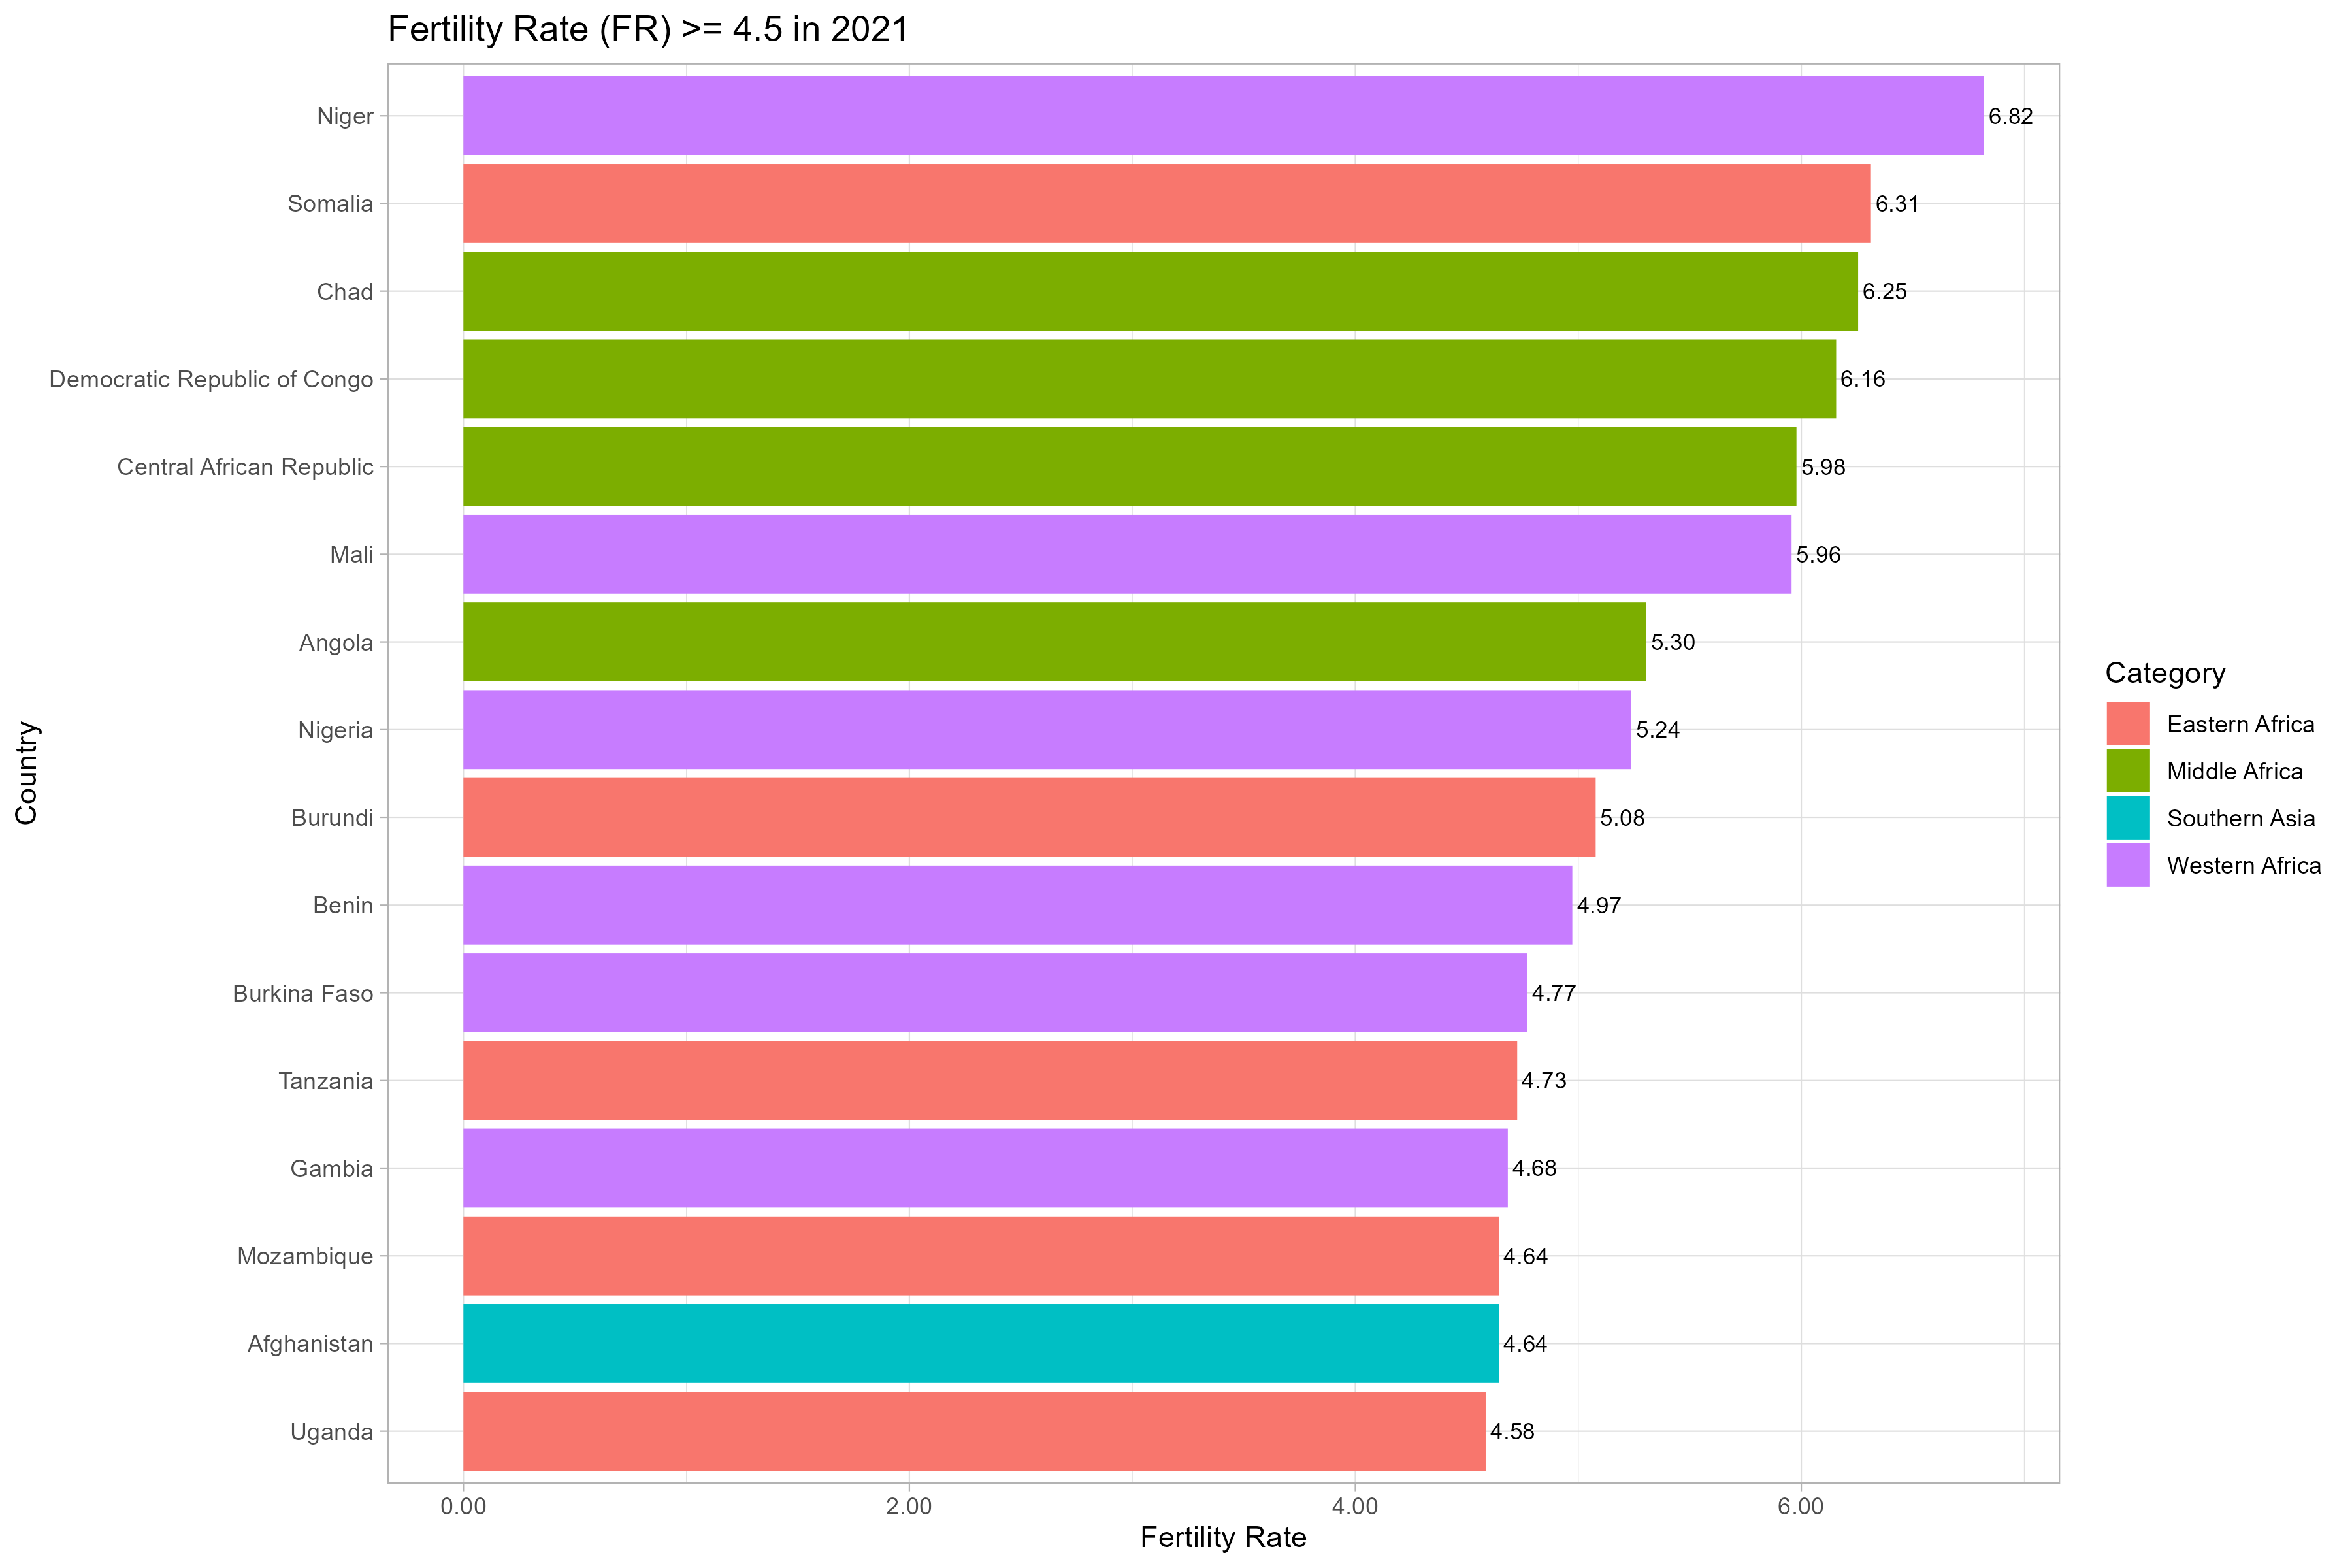 Fertility Rate (FR) >= 4.5 in 2021
Niger 6.82
Somalia 6.31
Chad 6.25
Democratic Republic of Congo 6.16
Central African Republic 5.98
Mali 5.96
Angola 5.30
Nigeria 5.24
Burundi 5.08
Benin 4.97
Burkina Faso 4.77
Tanzania 4.73
Gambia 4.68
Mozambique 4.64
Afghanistan 4.64
Uganda 4.58
0.00 2.00 4.00 6.00
Fertility Rate
Country
Category
Eastern Africa
Middle Africa
Southern Asia
Western Africa